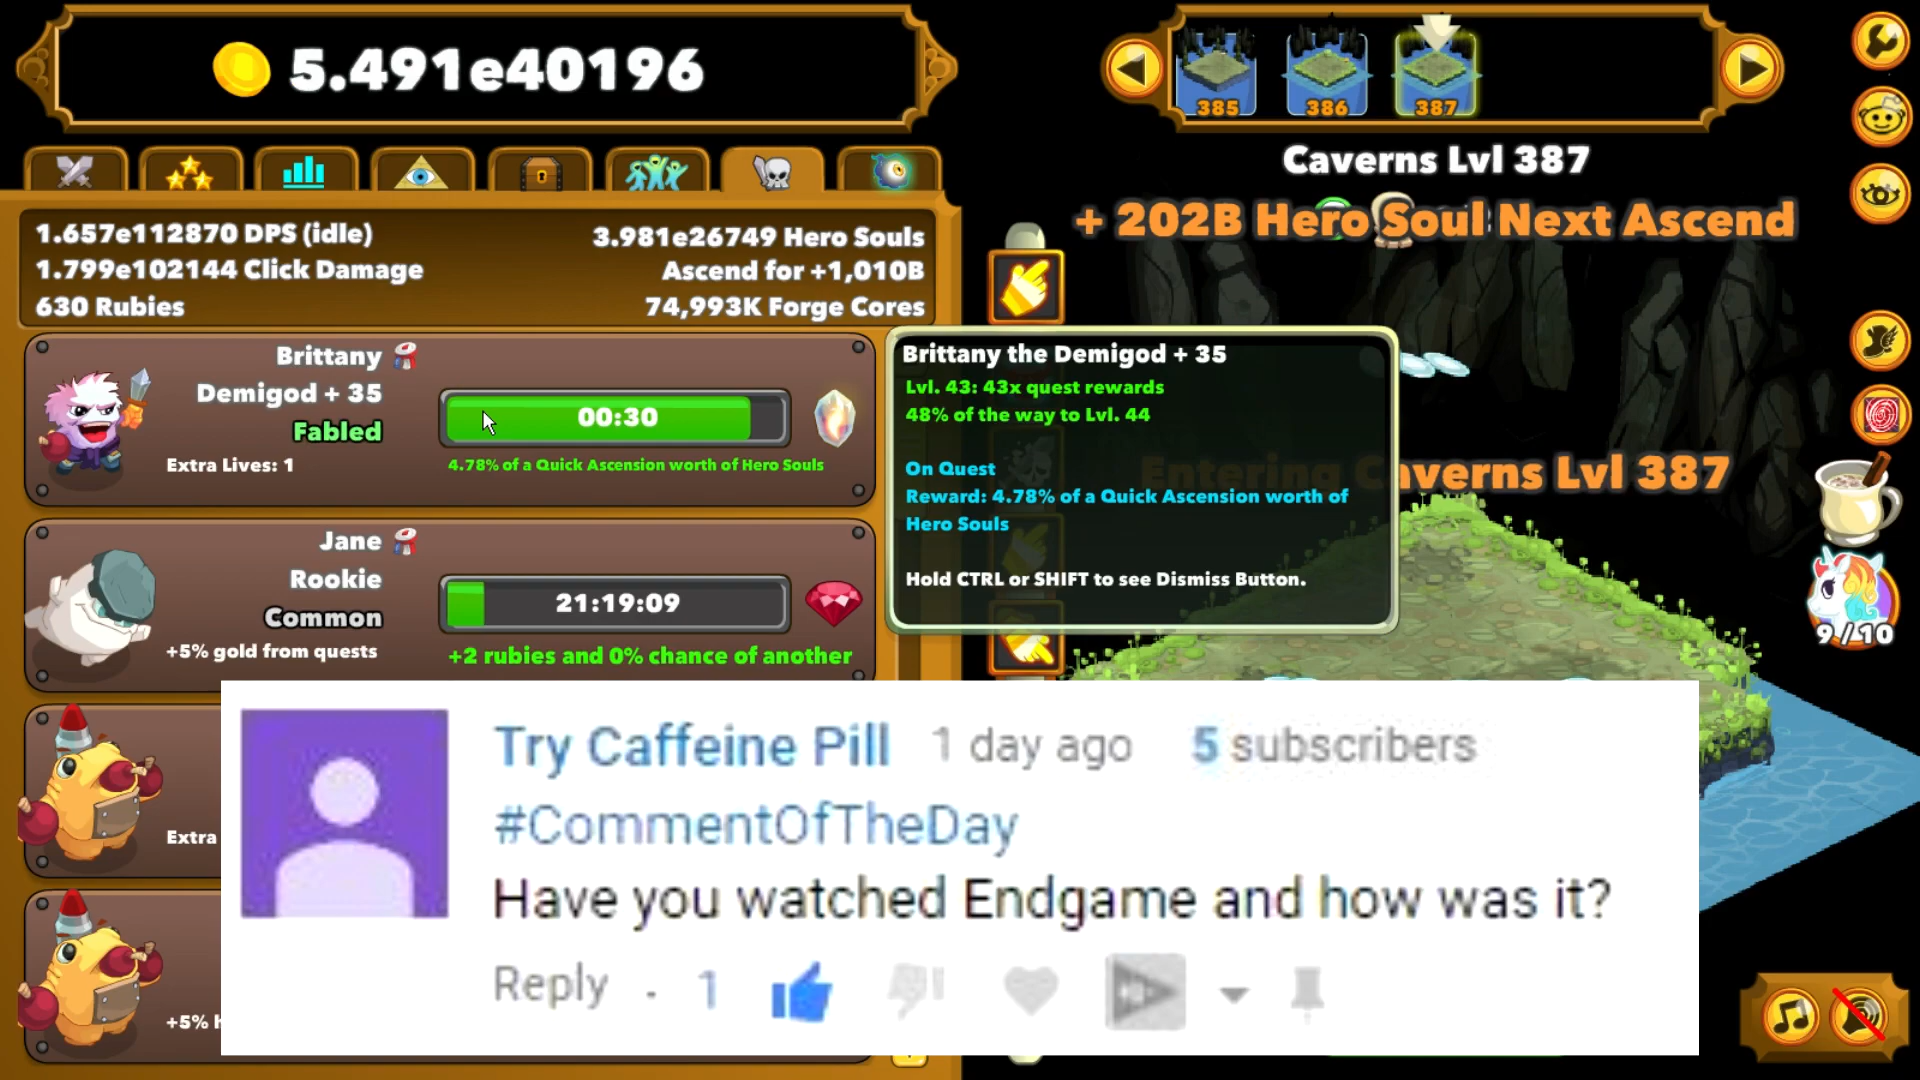 5.491e40196
385
386
387
Caverns Lvl 387
+ 202B Hero Soul Next Ascend
1.657e112870 DPS (idle)
3.981e26749 Hero Souls
1.799e102144 Click Damage
Ascend for +1,010B
630 Rubies
74,993K Forge Cores
Brittany
Demigod + 35
Fabled
Extra Lives: 1
00:30
4.78% of a Quick Ascension worth of Hero Souls
Brittany the Demigod + 35
Lvl. 43: 43x quest rewards
48% of the way to Lvl. 44
On Quest
Reward: 4.78% of a Quick Ascension worth of
Hero Souls
Hold CTRL or SHIFT to see Dismiss Button.
Entering Caverns Lvl 387
Jane
Rookie
Common
+5% gold from quests
21:19:09
+2 rubies and 0% chance of another
9/10
Extra
+5%
Try Caffeine Pill 1 day ago 5 subscribers
#CommentOfTheDay
Have you watched Endgame and how was it?
Reply · 1